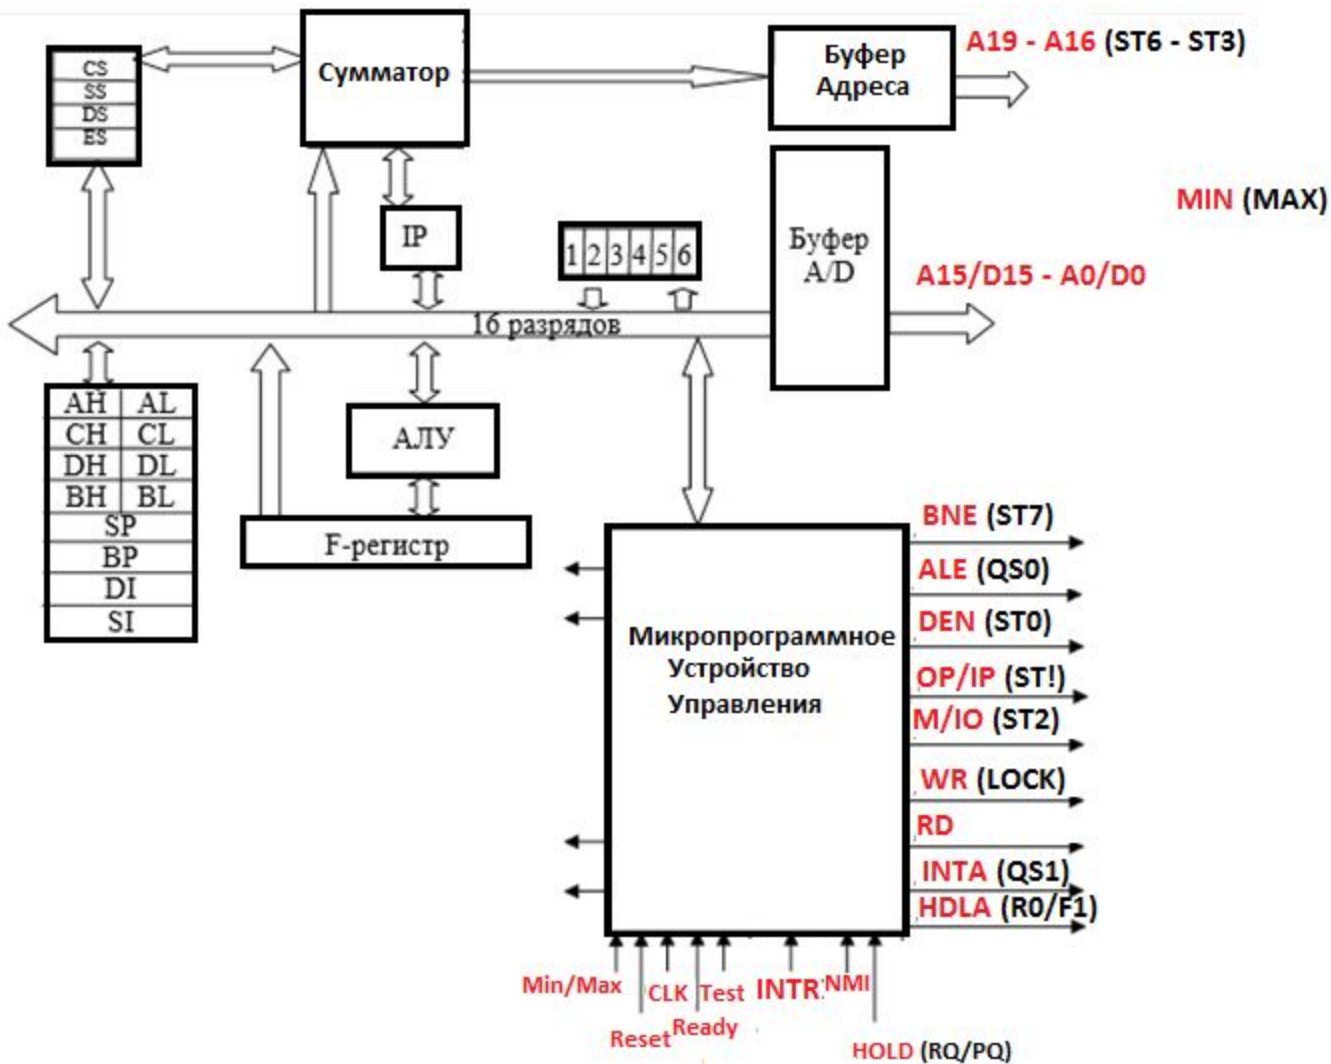 CS
SS
DS
ES
Сумматор
Буфер
Адреса
A19 - A16 (ST6 - ST3)
MIN (MAX)
IP
1 2 3 4 5 6
Буфер
A/D
A15/D15 - A0/D0
16 разрядов
AH AL
CH CL
DH DL
BH BL
SP
BP
DI
SI
АЛУ
F-регистр
Микропрограммное
Устройство
Управления
BNE (ST7)
ALE (QS0)
DEN (ST0)
OP/IP (ST!)
M/IO (ST2)
WR (LOCK)
RD
INTA (QS1)
HDLA (R0/F1)
Min/Max
Reset
CLK
Ready
Test
INTR
NMI
HOLD (RQ/PQ)